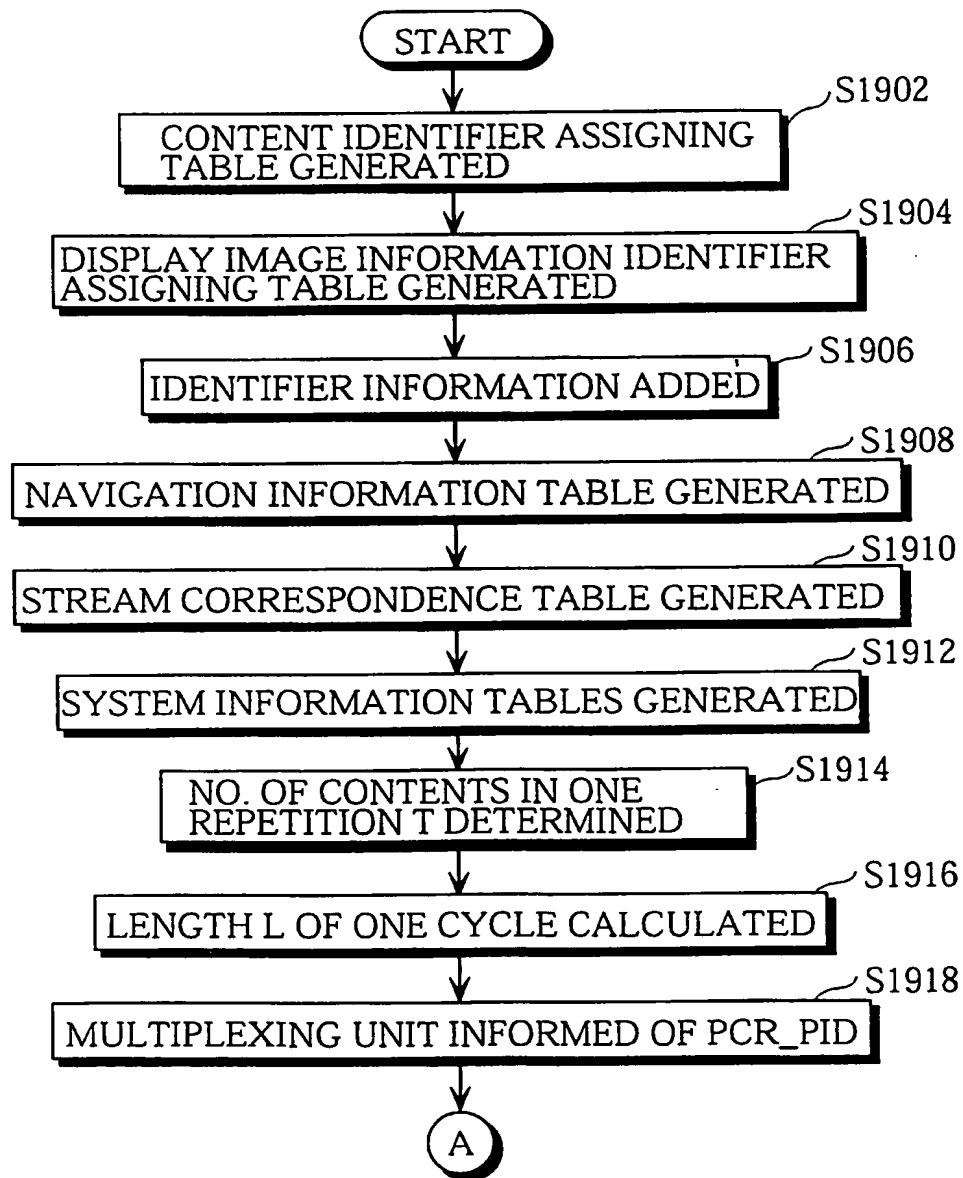 START
S1902
CONTENT IDENTIFIER ASSIGNING
TABLE GENERATED
S1904
DISPLAY IMAGE INFORMATION IDENTIFIER
ASSIGNING TABLE GENERATED
S1906
IDENTIFIER INFORMATION ADDED
S1908
NAVIGATION INFORMATION TABLE GENERATED
S1910
STREAM CORRESPONDENCE TABLE GENERATED
S1912
SYSTEM INFORMATION TABLES GENERATED
S1914
NO. OF CONTENTS IN ONE
REPETITION T DETERMINED
S1916
LENGTH L OF ONE CYCLE CALCULATED
S1918
MULTIPLEXING UNIT INFORMED OF PCR_PID
A